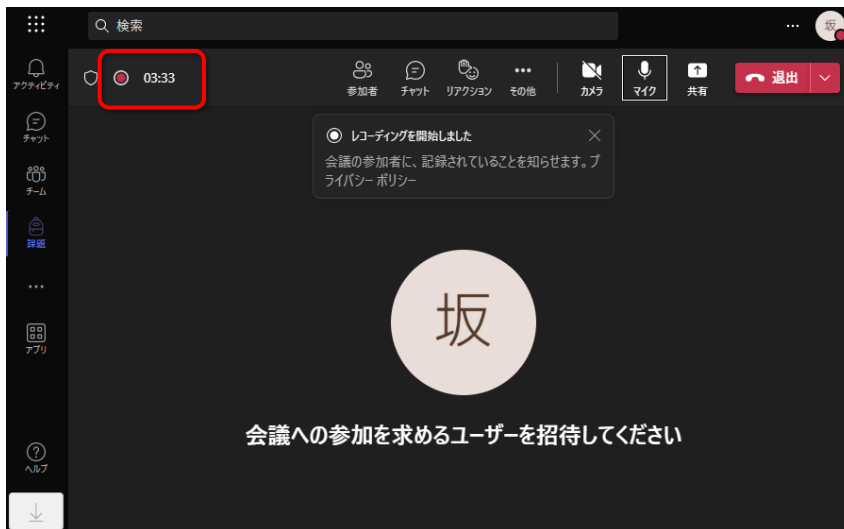 検索
坂
アクティビティ
チャット
チーム
課題
アプリ
ヘルプ
03:33
参加者
チャット
リアクション
その他
カメラ
マイク
共有
退出
レコーディングを開始しました
会議の参加者に、記録されていることを知らせます。プ
ライバシー ポリシー
坂
会議への参加を求めるユーザーを招待してください